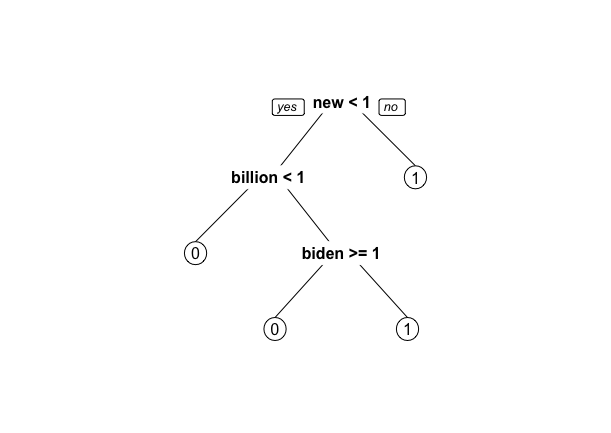 yes new < 1 no
billion < 1 1
0 biden >= 1
0 1